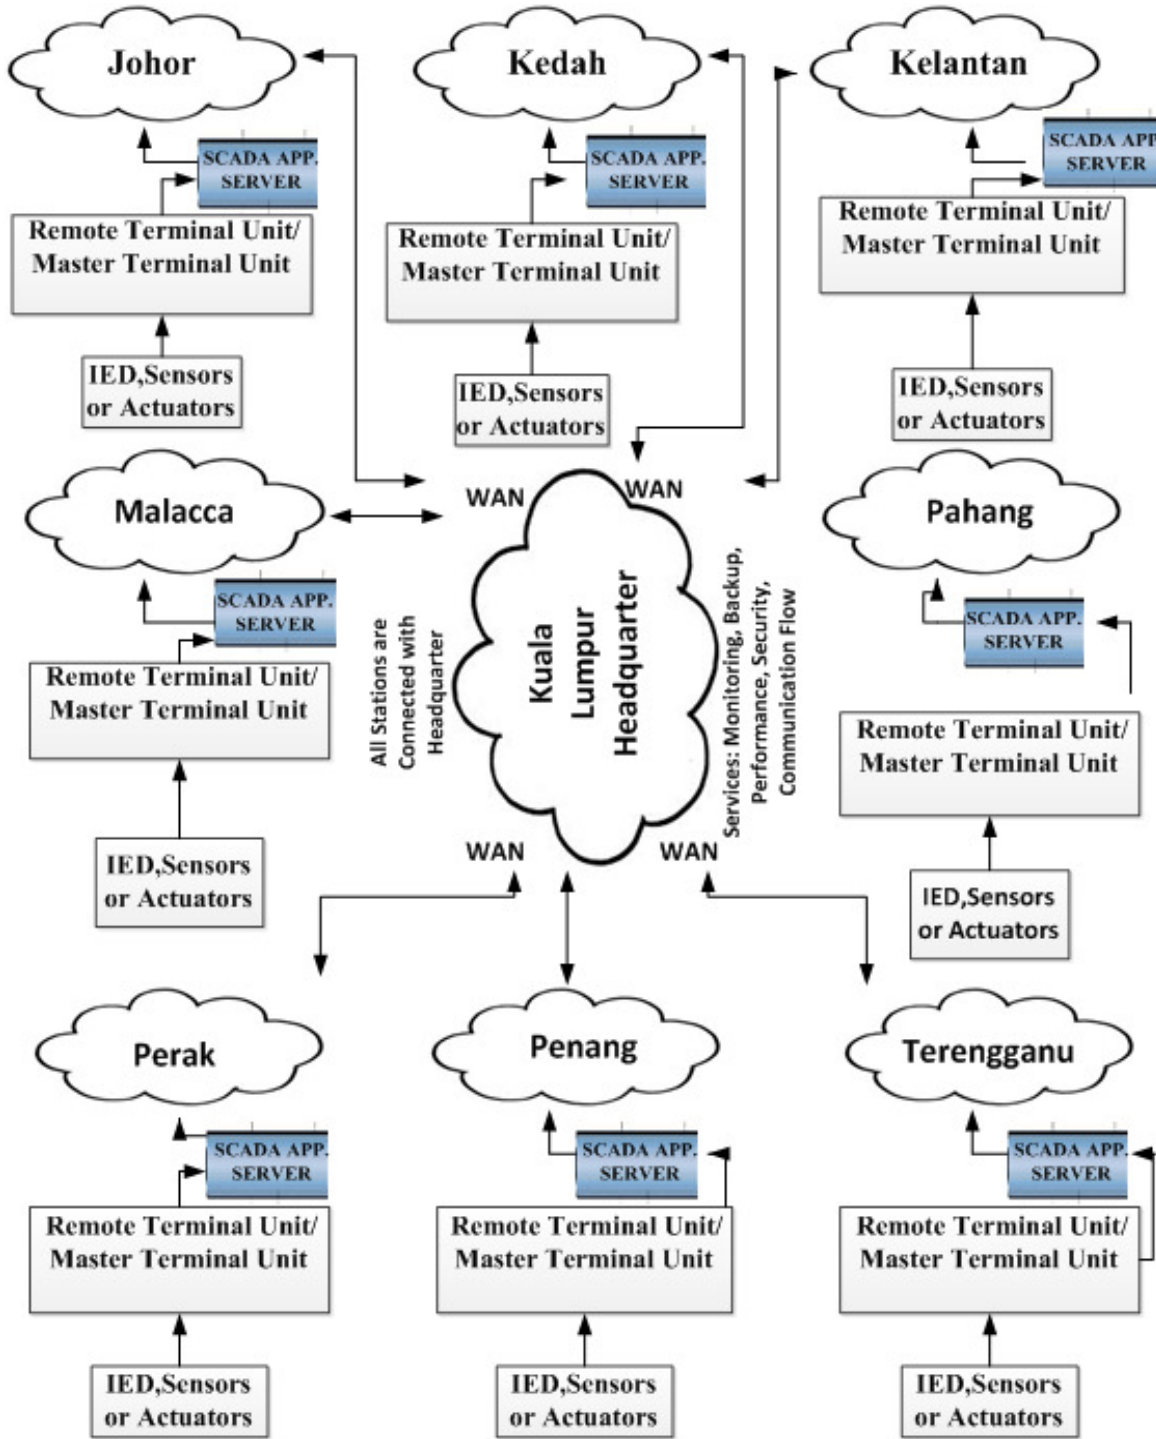 Johor
SCADA APP.
SERVER
Remote Terminal Unit/
Master Terminal Unit
IED,Sensors
or Actuators
Kedah
SCADA APP.
SERVER
Remote Terminal Unit/
Master Terminal Unit
IED,Sensors
or Actuators
Kelantan
SCADA APP.
SERVER
Remote Terminal Unit/
Master Terminal Unit
IED,Sensors
or Actuators
Malacca
SCADA APP.
SERVER
Remote Terminal Unit/
Master Terminal Unit
IED,Sensors
or Actuators
WAN
WAN
All Stations are
Connected with
Headquarter
Kuala
Lumpur
Headquarter
Services: Monitoring, Backup,
Performance, Security,
Communication Flow
WAN
WAN
Pahang
SCADA APP.
SERVER
Remote Terminal Unit/
Master Terminal Unit
IED,Sensors
or Actuators
Perak
SCADA APP.
SERVER
Remote Terminal Unit/
Master Terminal Unit
IED,Sensors
or Actuators
Penang
SCADA APP.
SERVER
Remote Terminal Unit/
Master Terminal Unit
IED,Sensors
or Actuators
Terengganu
SCADA APP.
SERVER
Remote Terminal Unit/
Master Terminal Unit
IED,Sensors
or Actuators